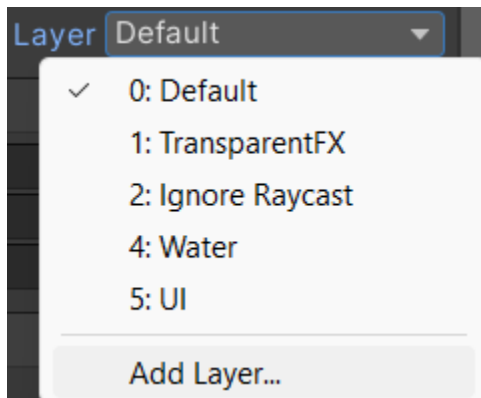 Layer Default
0: Default
1: TransparentFX
2: Ignore Raycast
4: Water
5: UI
Add Layer...